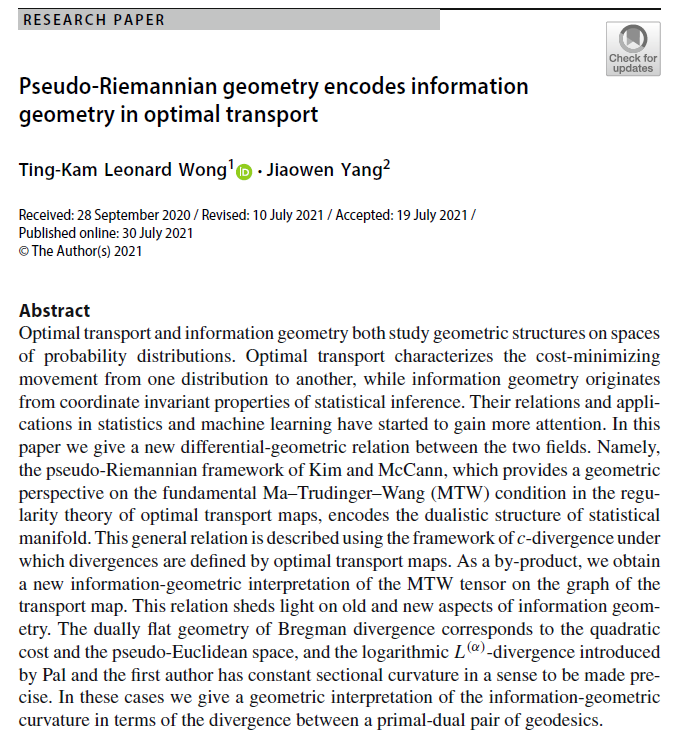 RESEARCH PAPER
Check for
updates
Pseudo-Riemannian geometry encodes information
geometry in optimal transport
Ting-Kam Leonard Wong¹ iD · Jiaowen Yang²
Received: 28 September 2020 / Revised: 10 July 2021 / Accepted: 19 July 2021 /
Published online: 30 July 2021
© The Author(s) 2021
Abstract
Optimal transport and information geometry both study geometric structures on spaces
of probability distributions. Optimal transport characterizes the cost-minimizing
movement from one distribution to another, while information geometry originates
from coordinate invariant properties of statistical inference. Their relations and appli-
cations in statistics and machine learning have started to gain more attention. In this
paper we give a new differential-geometric relation between the two fields. Namely,
the pseudo-Riemannian framework of Kim and McCann, which provides a geometric
perspective on the fundamental Ma–Trudinger–Wang (MTW) condition in the regu-
larity theory of optimal transport maps, encodes the dualistic structure of statistical
manifold. This general relation is described using the framework of c-divergence under
which divergences are defined by optimal transport maps. As a by-product, we obtain
a new information-geometric interpretation of the MTW tensor on the graph of the
transport map. This relation sheds light on old and new aspects of information geom-
etry. The dually flat geometry of Bregman divergence corresponds to the quadratic
cost and the pseudo-Euclidean space, and the logarithmic L^(α)-divergence introduced
by Pal and the first author has constant sectional curvature in a sense to be made pre-
cise. In these cases we give a geometric interpretation of the information-geometric
curvature in terms of the divergence between a primal-dual pair of geodesics.